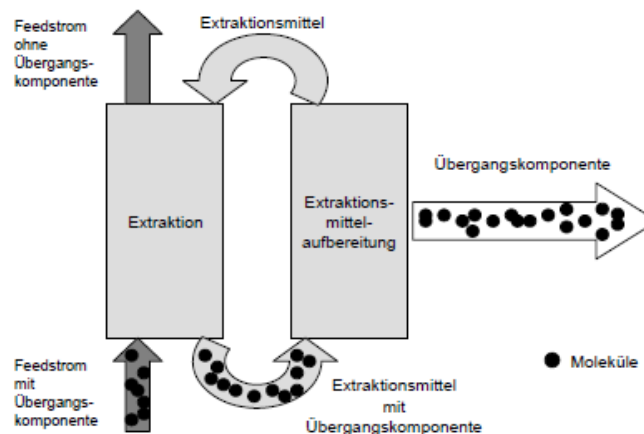 Feedstrom
ohne
Übergangs-
komponente
Extraktionsmittel
Extraktion
Extraktions-
mittel-
aufbereitung
Übergangskomponente
Feedstrom
mit
Übergangs-
komponente
Extraktionsmittel
mit
Übergangskomponente
Moleküle